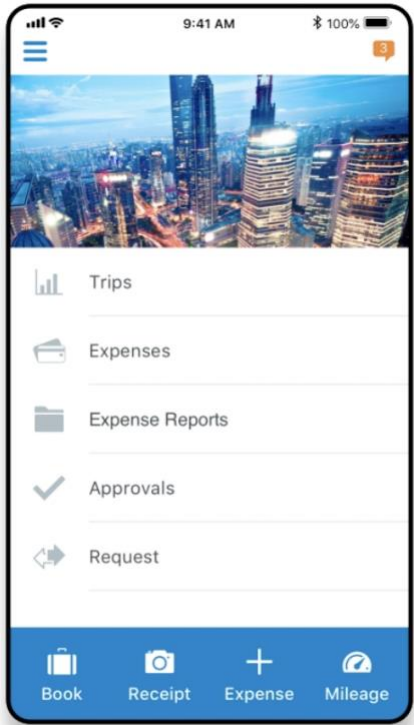 9:41 AM 100%
3
Trips
Expenses
Expense Reports
Approvals
Request
Book Receipt Expense Mileage